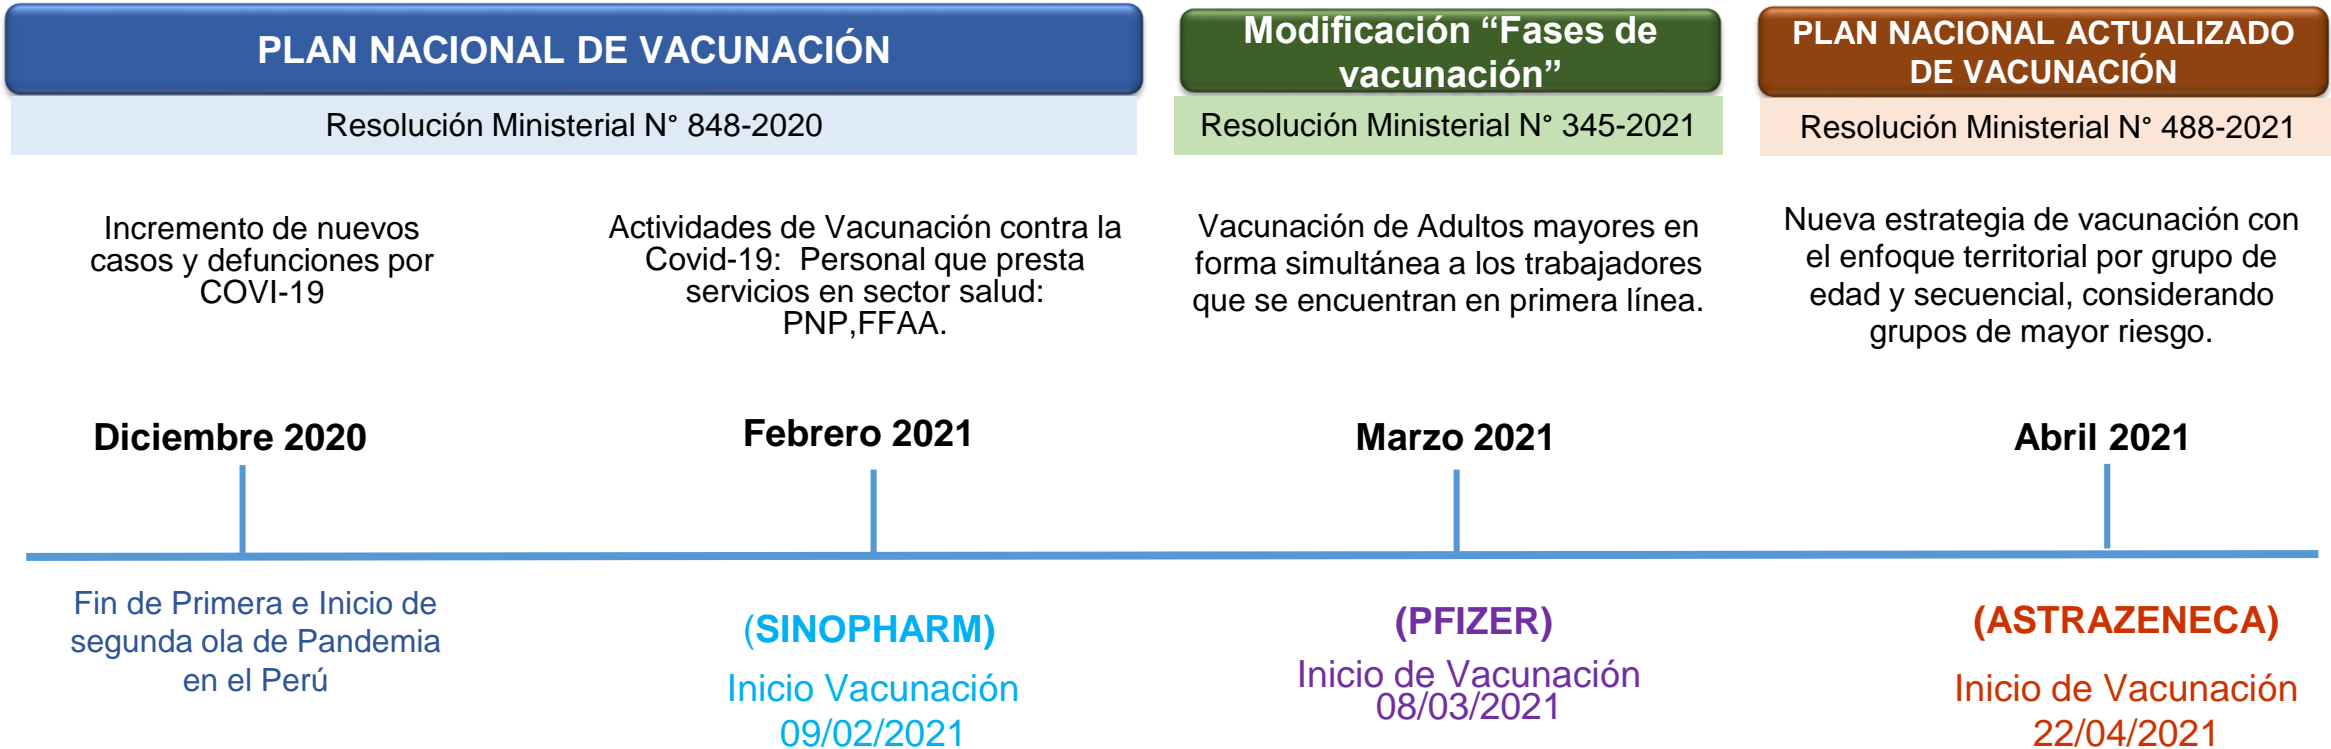 PLAN NACIONAL DE VACUNACIÓN
Resolución Ministerial N° 848-2020
Modificación “Fases de
vacunación”
Resolución Ministerial N° 345-2021
PLAN NACIONAL ACTUALIZADO
DE VACUNACIÓN
Resolución Ministerial N° 488-2021
Incremento de nuevos
casos y defunciones por
COVI-19
Actividades de Vacunación contra la
Covid-19: Personal que presta
servicios en sector salud:
PNP,FFAA.
Vacunación de Adultos mayores en
forma simultánea a los trabajadores
que se encuentran en primera línea.
Nueva estrategia de vacunación con
el enfoque territorial por grupo de
edad y secuencial, considerando
grupos de mayor riesgo.
Diciembre 2020
Febrero 2021
Marzo 2021
Abril 2021
Fin de Primera e Inicio de
segunda ola de Pandemia
en el Perú
(SINOPHARM)
Inicio Vacunación
09/02/2021
(PFIZER)
Inicio de Vacunación
08/03/2021
(ASTRAZENECA)
Inicio de Vacunación
22/04/2021